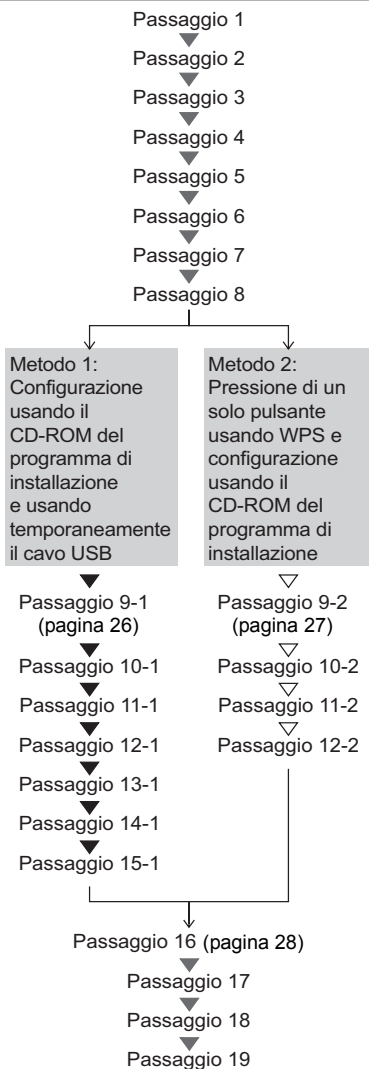 Passaggio 1
Passaggio 2
Passaggio 3
Passaggio 4
Passaggio 5
Passaggio 6
Passaggio 7
Passaggio 8
Metodo 1:
Configurazione
usando il
CD-ROM del
programma di
installazione
e usando
temporaneamente
il cavo USB
Passaggio 9-1
(pagina 26)
Passaggio 10-1
Passaggio 11-1
Passaggio 12-1
Passaggio 13-1
Passaggio 14-1
Passaggio 15-1
Metodo 2:
Pressione di un
solo pulsante
usando WPS e
configurazione
usando il
CD-ROM del
programma di
installazione
Passaggio 9-2
(pagina 27)
Passaggio 10-2
Passaggio 11-2
Passaggio 12-2
Passaggio 16 (pagina 28)
Passaggio 17
Passaggio 18
Passaggio 19